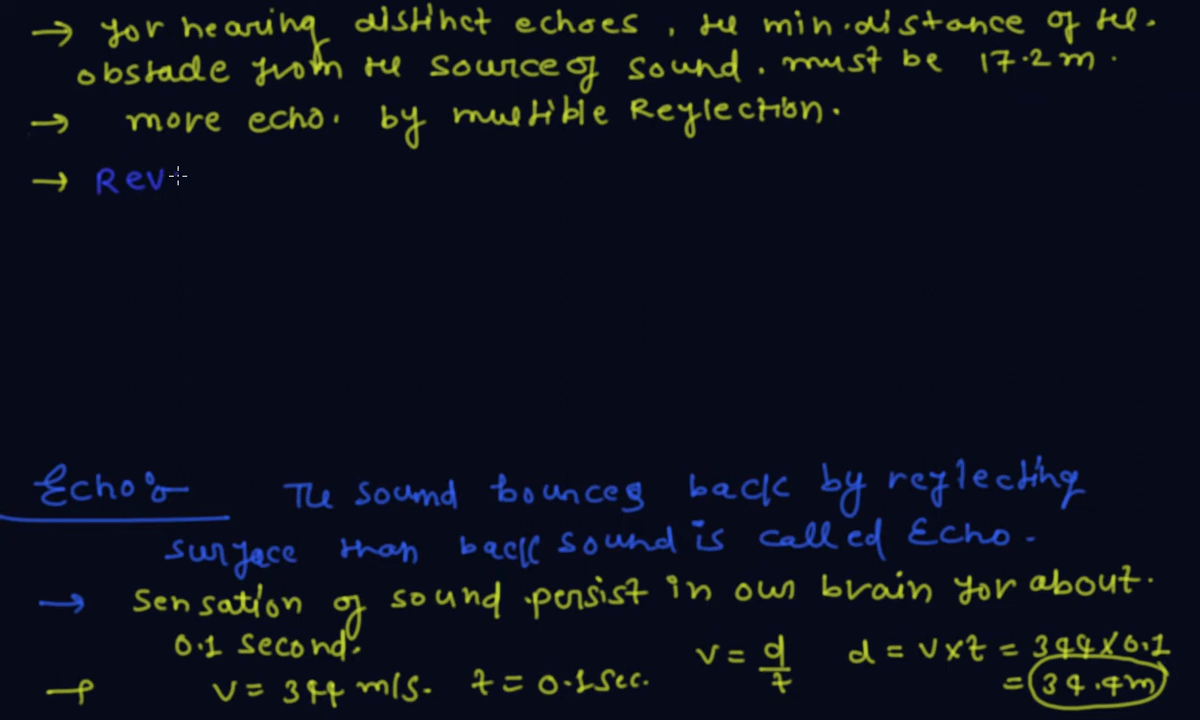 → for hearing distinct echoes, the min. distance of the.
obstacle from the source of sound. must be 17.2 m.
→ more echo. by multible Reflection.
→ Rev
Echo:- The sound bounces back by reflecting
surface than back sound is called Echo.
→ Sensation of sound persist in our brain for about.
0.1 second.
→ v = 344 m/s. t = 0.1 sec. v = d/t d = v x t = 344 x 0.1
= 34.4m